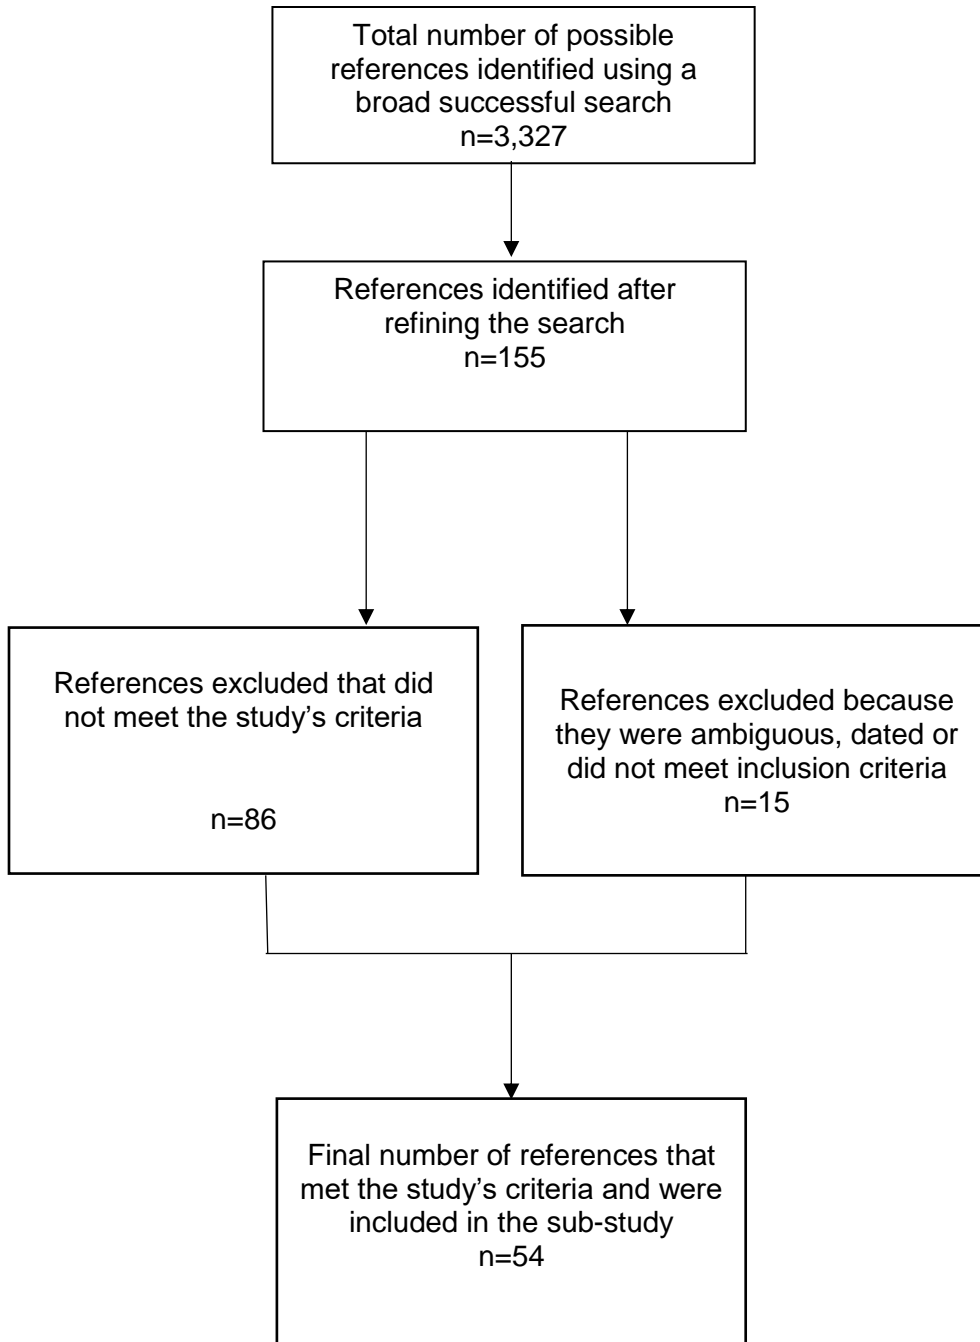 Total number of possible
references identified using a
broad successful search
n=3,327
References identified after
refining the search
n=155
References excluded that did
not meet the study’s criteria
n=86
References excluded because
they were ambiguous, dated or
did not meet inclusion criteria
n=15
Final number of references that
met the study’s criteria and were
included in the sub-study
n=54